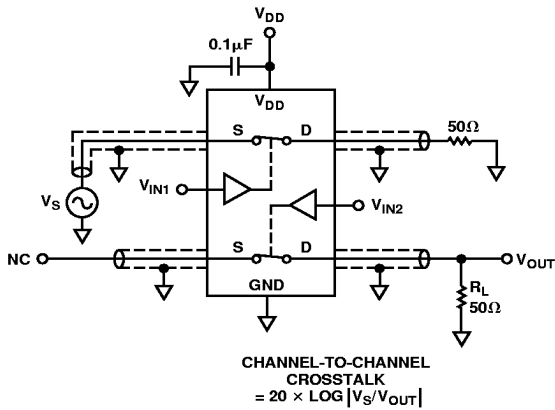 VDD
0.1µF
VDD
S
D
50Ω
VS
VIN1
VIN2
NC
S
D
VOUT
GND
RL
50Ω
CHANNEL-TO-CHANNEL
CROSSTALK
= 20 × LOG |VS/VOUT|